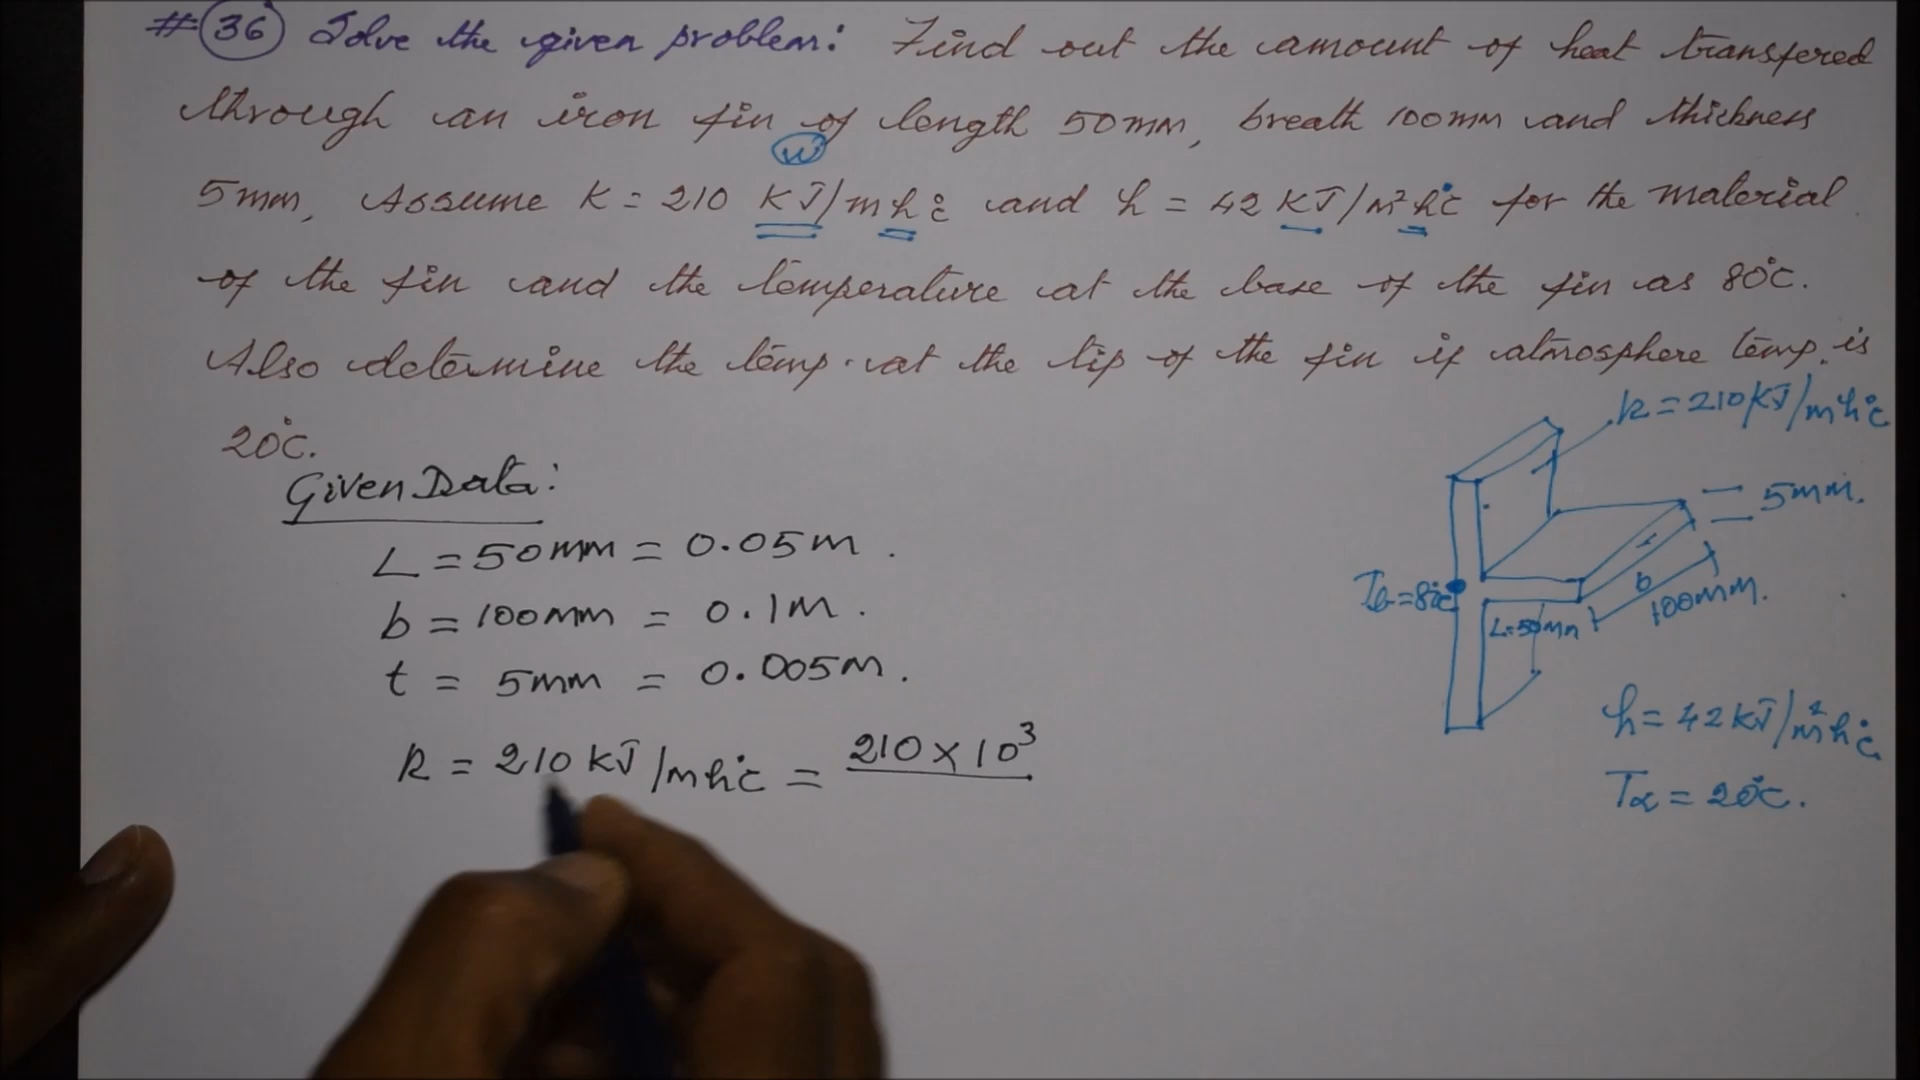 # 36 Solve the given problem: Find out the amount of heat transfered
through an iron fin of length 50mm, breath 100mm and thickness
W
5mm, Assume K = 210 KJ/mh°c and h = 42 KJ/m²h°c for the material
of the fin and the temperature at the base of the fin as 80°c.
Also determine the temp. at the tip of the fin if atmosphere temp. is
20°c.
Given Data:
L = 50mm = 0.05m.
b = 100mm = 0.1m.
t = 5mm = 0.005m.
k = 210 kJ/mh°c = 210 × 10³
k = 210KJ/mh°c
5mm.
b
100mm.
Tb = 80°c
L = 50mm
h = 42 kJ/m²h°c
T∝ = 20°c.